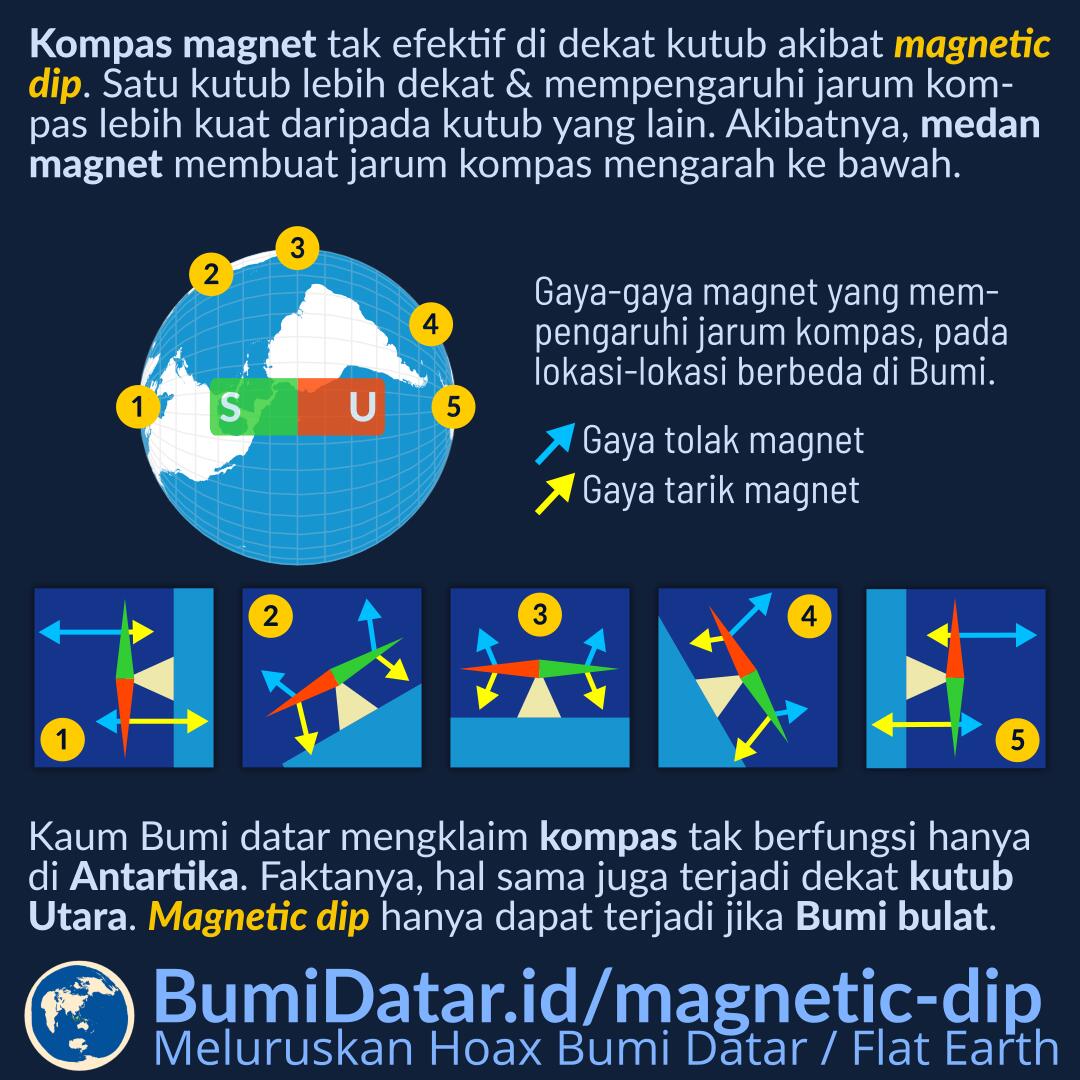 Kompas magnet tak efektif di dekat kutub akibat magnetic
dip. Satu kutub lebih dekat & mempengaruhi jarum kom-
pas lebih kuat daripada kutub yang lain. Akibatnya, medan
magnet membuat jarum kompas mengarah ke bawah.
3
2
4
1
S
U
5
Gaya-gaya magnet yang mem-
pengaruhi jarum kompas, pada
lokasi-lokasi berbeda di Bumi.
Gaya tolak magnet
Gaya tarik magnet
1
2
3
4
5
Kaum Bumi datar mengklaim kompas tak berfungsi hanya
di Antartika. Faktanya, hal sama juga terjadi dekat kutub
Utara. Magnetic dip hanya dapat terjadi jika Bumi bulat.
BumiDatar.id/magnetic-dip
Meluruskan Hoax Bumi Datar / Flat Earth